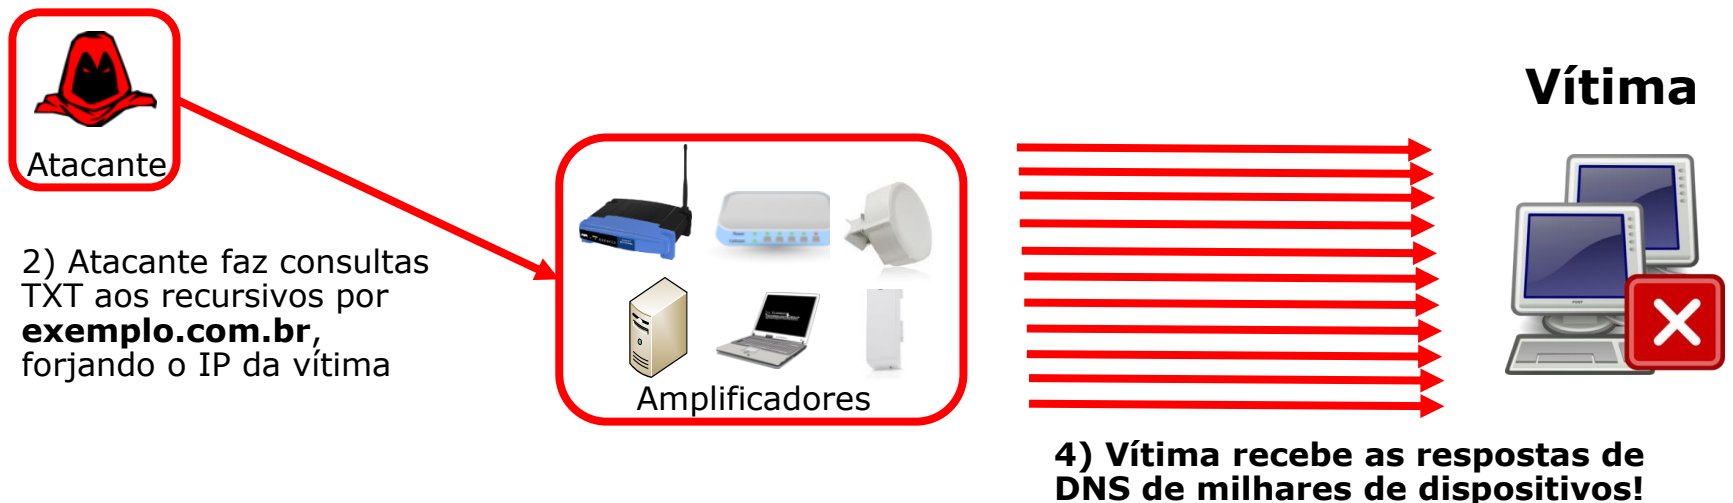 Atacante
2) Atacante faz consultas
TXT aos recursivos por
exemplo.com.br,
forjando o IP da vítima
Amplificadores
Vítima
4) Vítima recebe as respostas de
DNS de milhares de dispositivos!